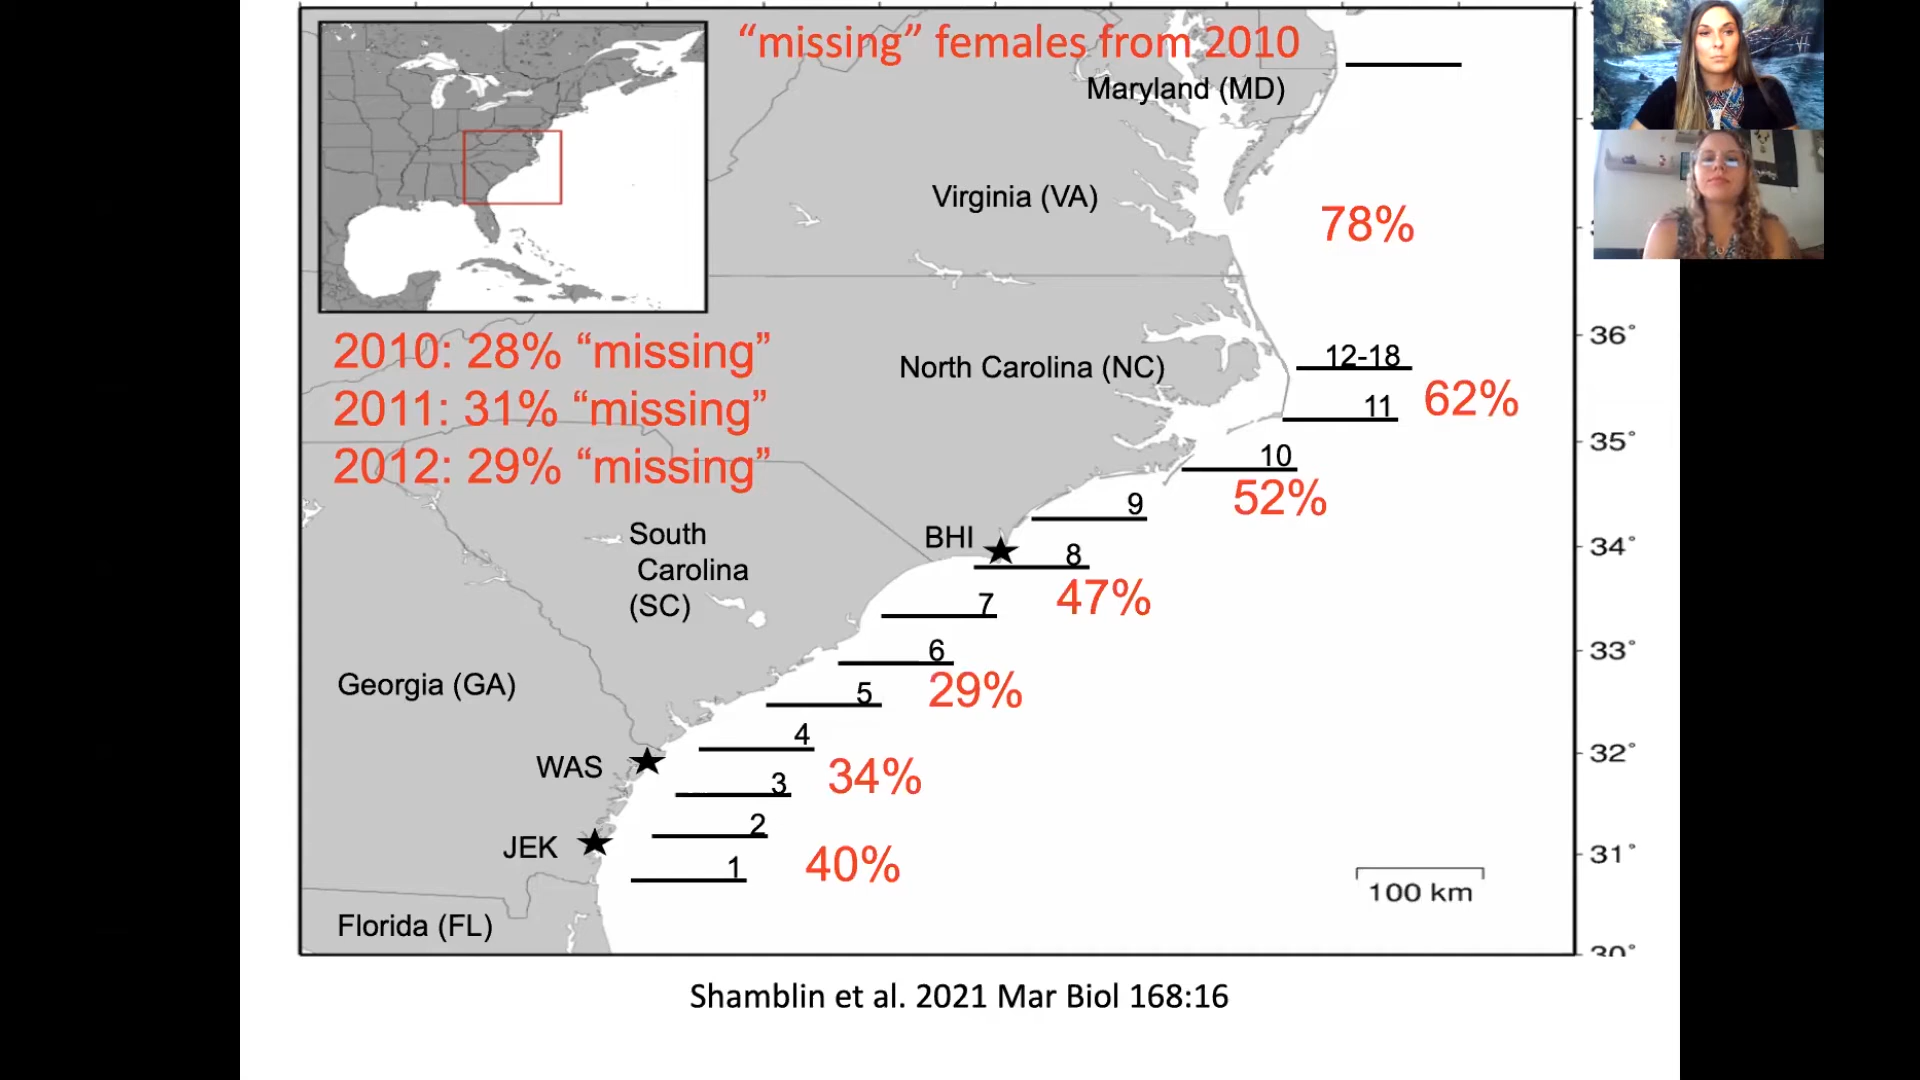 “missing” females from 2010
Maryland (MD)
Virginia (VA)
78%
36°
2010: 28% “missing”
North Carolina (NC)
12-18
62%
2011: 31% “missing”
11
35°
2012: 29% “missing”
10
52%
9
34°
South
Carolina
(SC)
BHI
8
47%
7
33°
6
29%
Georgia (GA)
5
4
32°
WAS
34%
3
2
31°
JEK
40%
1
100 km
Florida (FL)
30°
Shamblin et al. 2021 Mar Biol 168:16